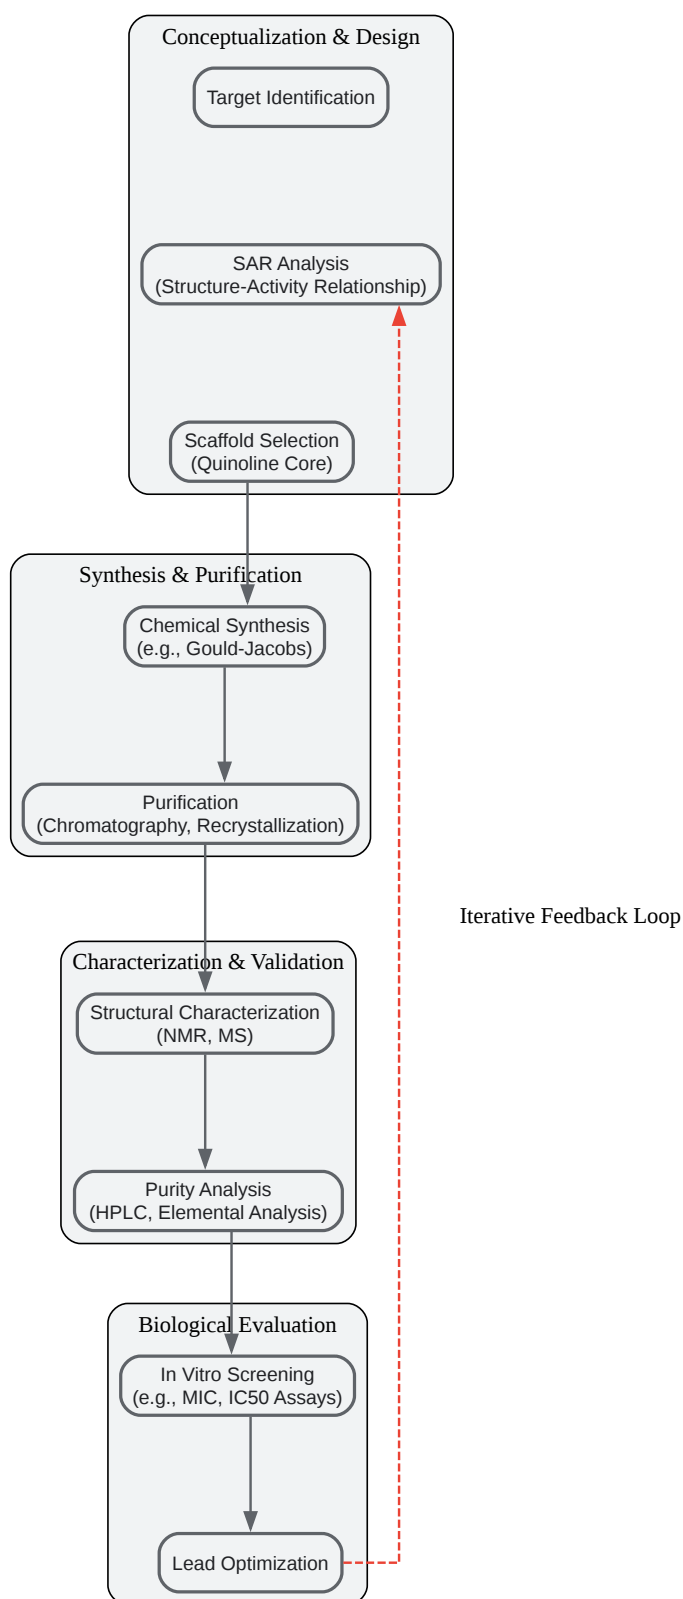 Conceptualization & Design
Target Identification
SAR Analysis
(Structure-Activity Relationship)
Scaffold Selection
(Quinoline Core)
Synthesis & Purification
Chemical Synthesis
(e.g., Gould-Jacobs)
Purification
(Chromatography, Recrystallization)
Iterative Feedback Loop
Characterization & Validation
Structural Characterization
(NMR, MS)
Purity Analysis
(HPLC, Elemental Analysis)
Biological Evaluation
In Vitro Screening
(e.g., MIC, IC50 Assays)
Lead Optimization